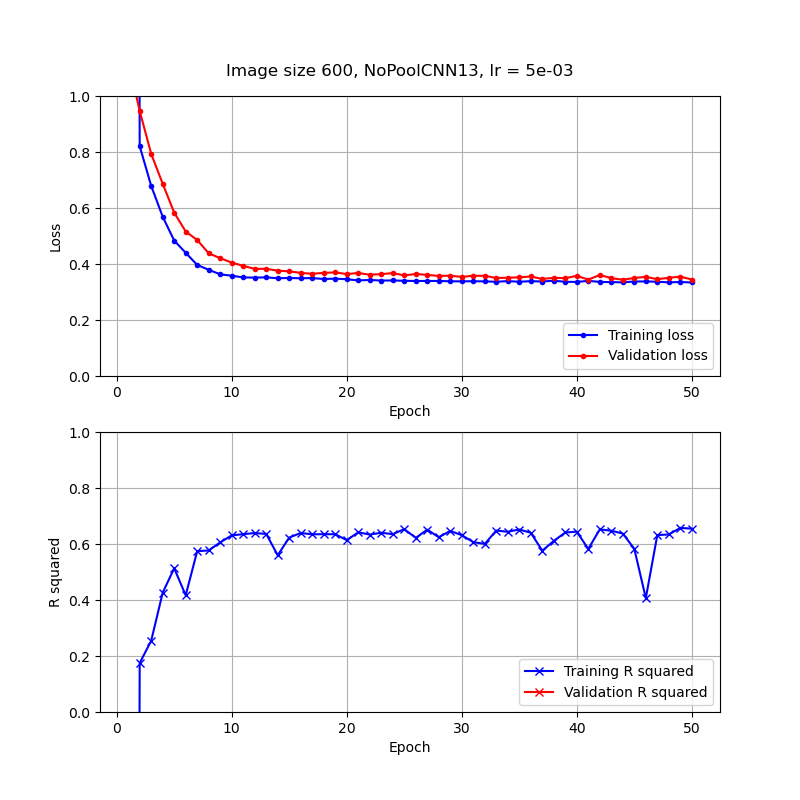 Image size 600, NoPoolCNN13, lr = 5e-03
1.0
0.8
0.6
0.4
0.2
0.0
Loss
0 10 20 30 40 50
Epoch
Training loss
Validation loss
1.0
0.8
0.6
0.4
0.2
0.0
R squared
0 10 20 30 40 50
Epoch
Training R squared
Validation R squared